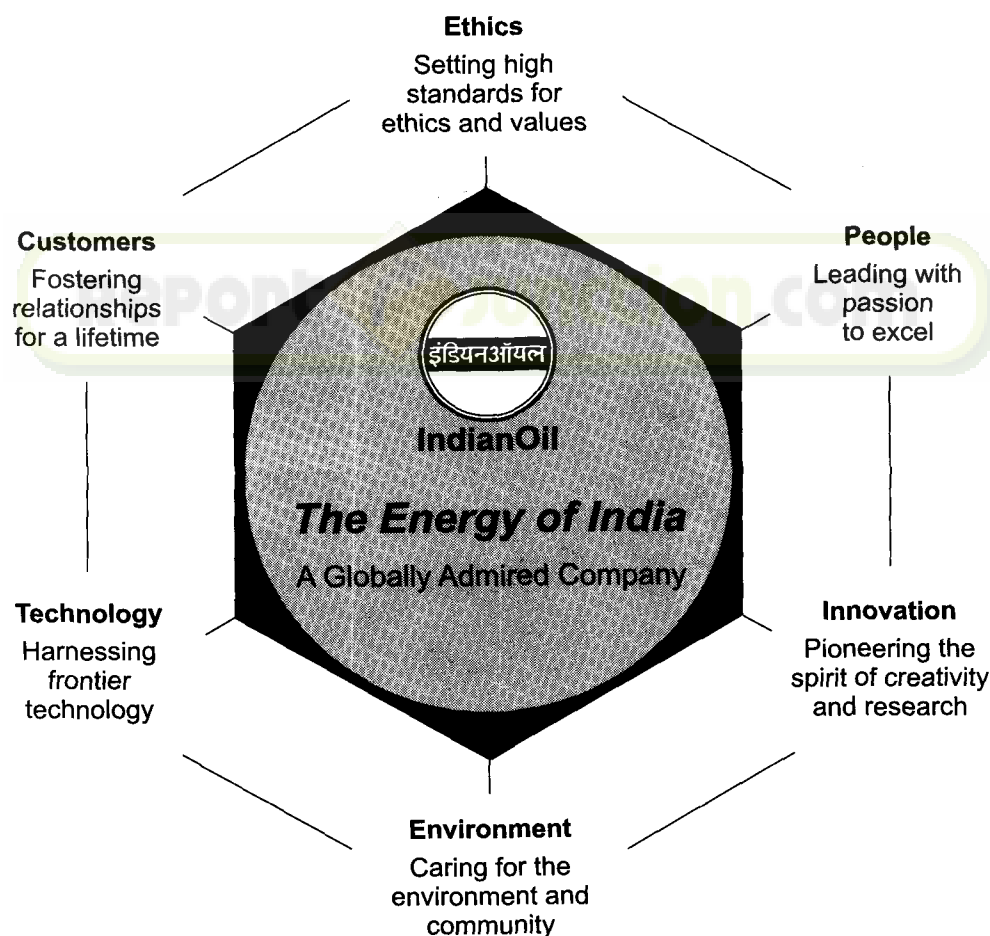 Ethics
Setting high
standards for
ethics and values
Customers
Fostering
relationships
for a lifetime
People
Leading with
passion
to excel
इंडियनऑयल
IndianOil
The Energy of India
A Globally Admired Company
Technology
Harnessing
frontier
technology
Innovation
Pioneering the
spirit of creativity
and research
Environment
Caring for the
environment and
community